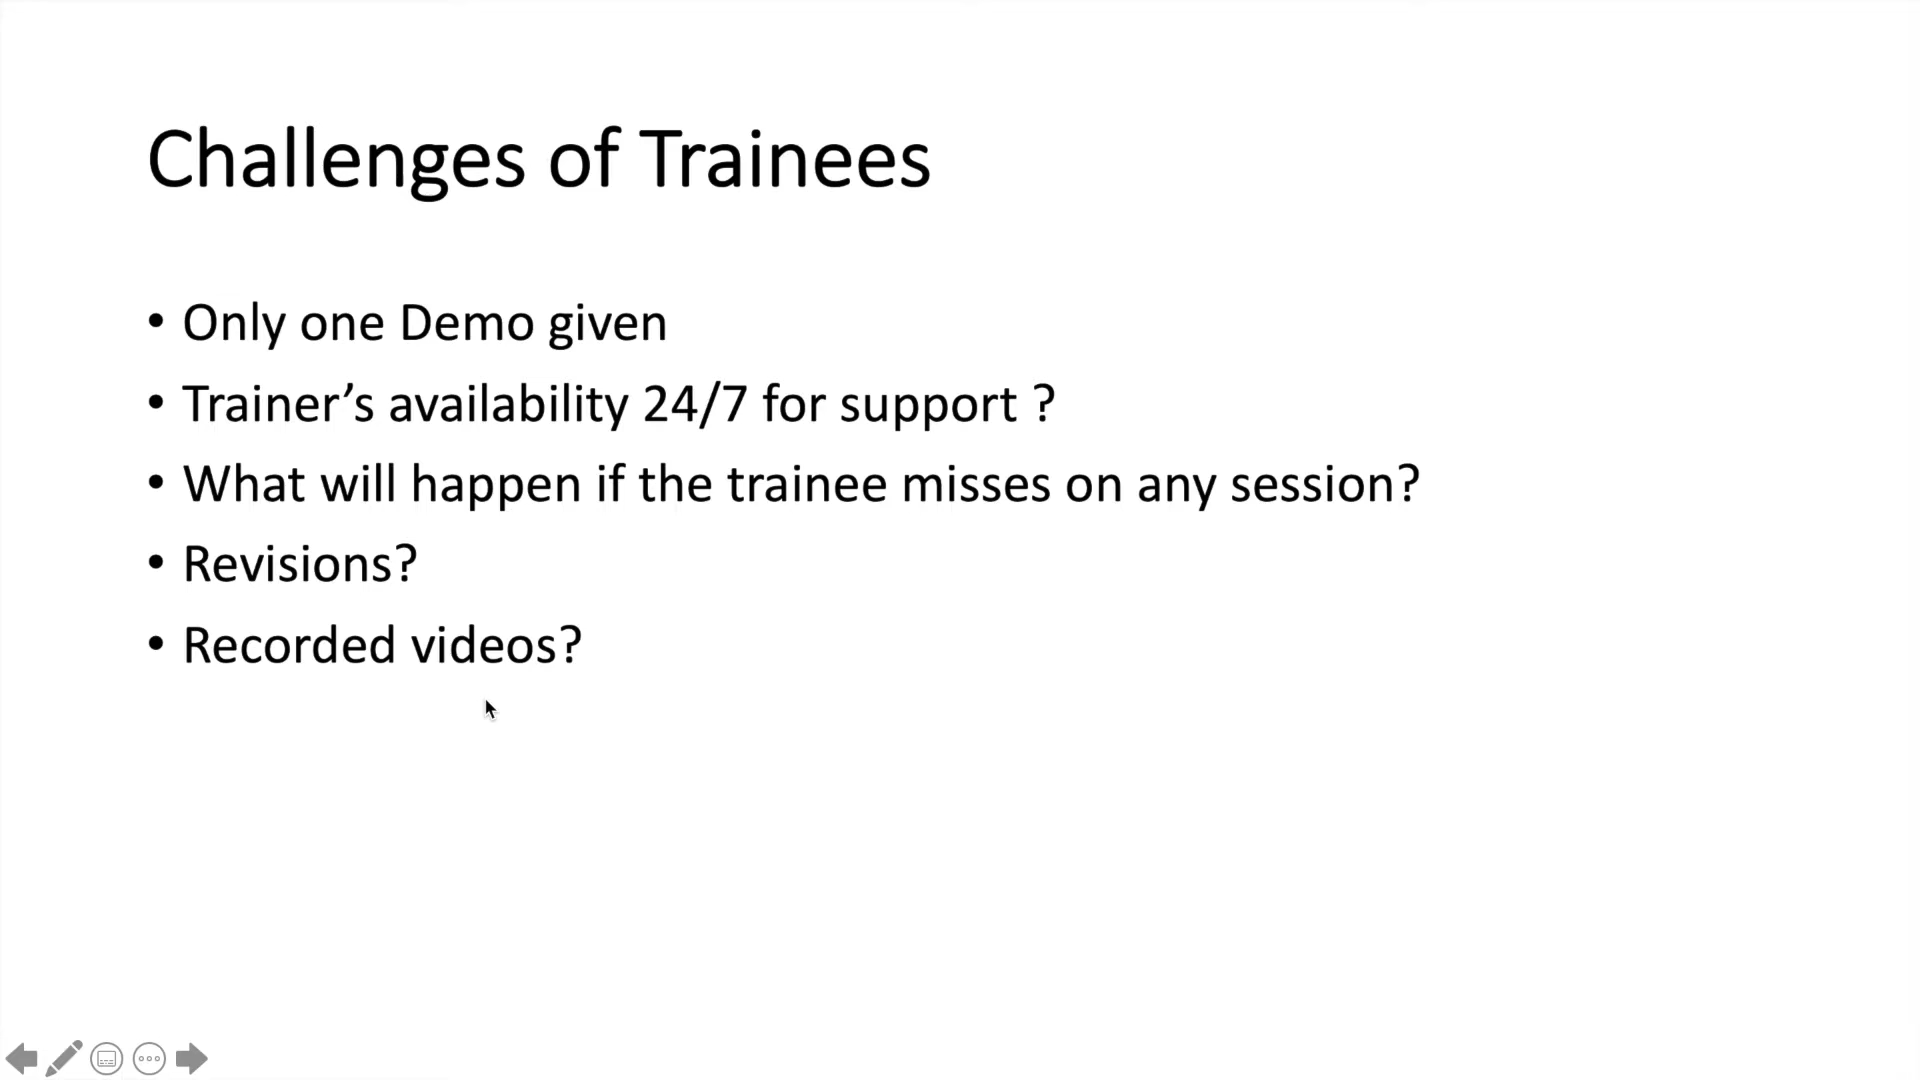 Challenges of Trainees
• Only one Demo given
• Trainer’s availability 24/7 for support ?
• What will happen if the trainee misses on any session?
• Revisions?
• Recorded videos?